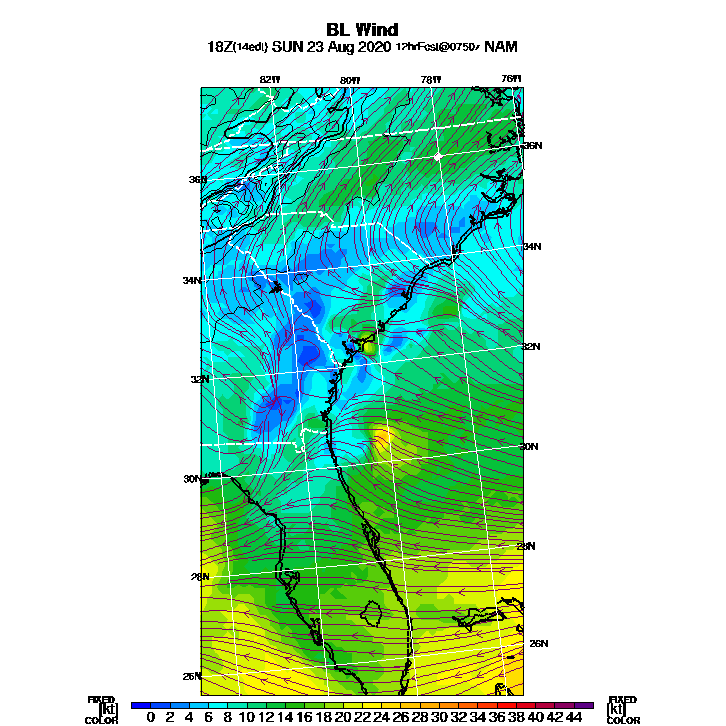 BL Wind
18Z(14edt) SUN 23 Aug 2020 12hrFcst@0750z NAM
82W 80W 78W 76W
36N
36N
34N
34N
32N
32N
30N
30N
28N
28N
26N
26N
FIXED FIXED
[kt] 0 2 4 6 8 10 12 14 16 18 20 22 24 26 28 30 32 34 36 38 40 42 44 [kt]
COLOR COLOR